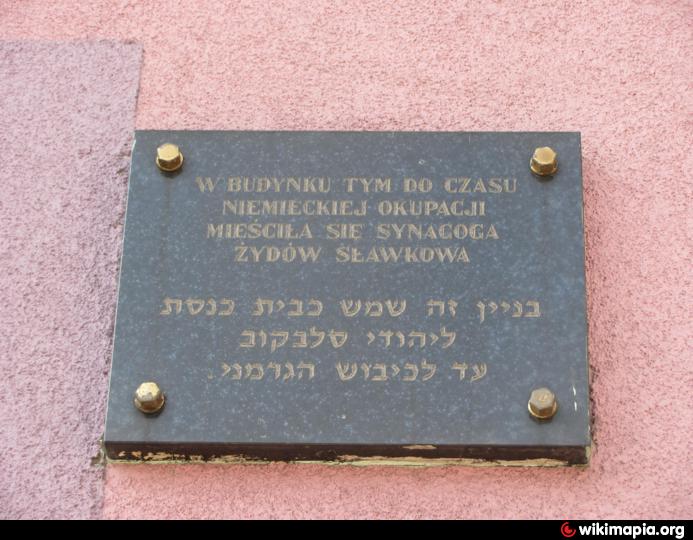 W BUDYNKU TYM DO CZASU
NIEMIECKIEJ OKUPACJI
MIEŚCIŁA SIĘ SYNAGOGA
ŻYDÓW SŁAWKOWA
בניין זה שמש כבית כנסת
ליהודי סלבקוב
עד לכיבוש הגרמני.
wikimapia.org